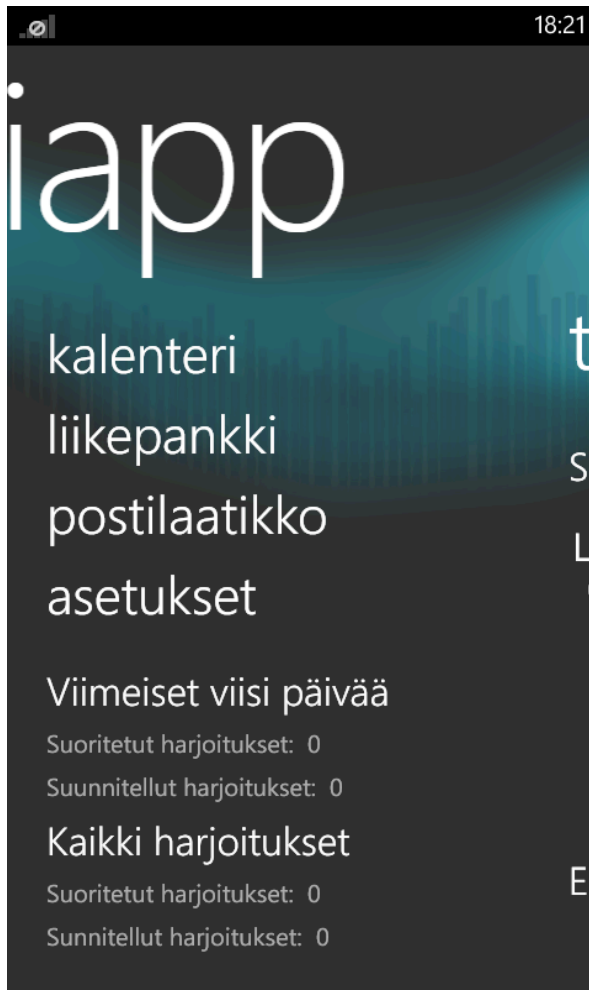 18:21
iapp
kalenteri
t
liikepankki
S
postilaatikko
L
asetukset
Viimeiset viisi päivää
Suoritetut harjoitukset: 0
Suunnitellut harjoitukset: 0
Kaikki harjoitukset
Suoritetut harjoitukset: 0
E
Sunnitellut harjoitukset: 0